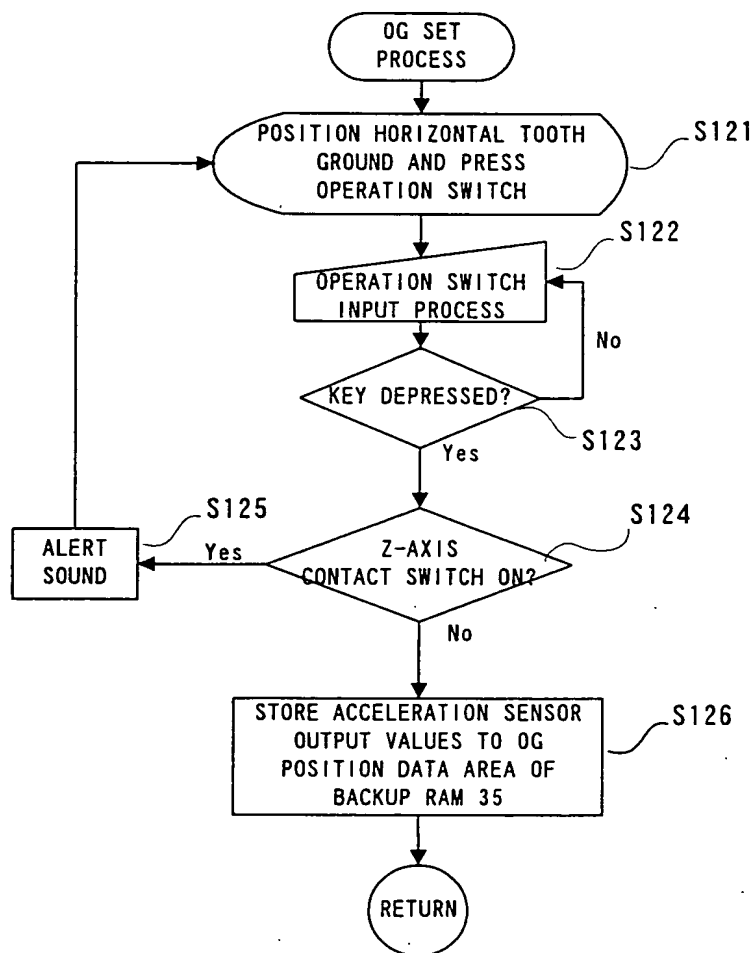 0G SET
PROCESS
POSITION HORIZONTAL TOOTH
GROUND AND PRESS
OPERATION SWITCH
S121
S122
OPERATION SWITCH
INPUT PROCESS
No
KEY DEPRESSED?
S123
Yes
S125
S124
ALERT
SOUND
Yes
Z-AXIS
CONTACT SWITCH ON?
No
STORE ACCELERATION SENSOR
OUTPUT VALUES TO 0G
POSITION DATA AREA OF
BACKUP RAM 35
S126
RETURN